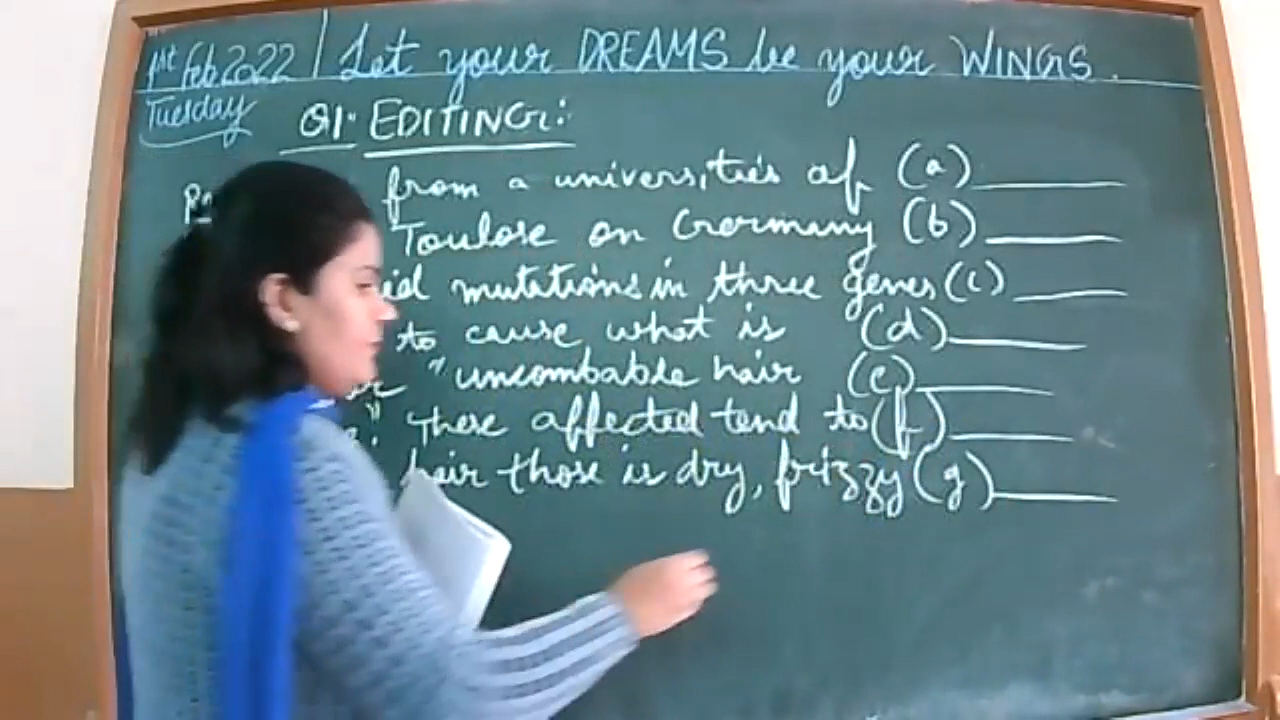 1st Feb 2022 | Let your DREAMS be your WINGS.
Tuesday
Q1. EDITING:
from a universities of (a)
Toulose on Germany (b)
mutations in three genes (c)
to cause what is (d)
"uncombable hair (e)
." These affected tend to (f)
hair those is dry, frizzy (g)